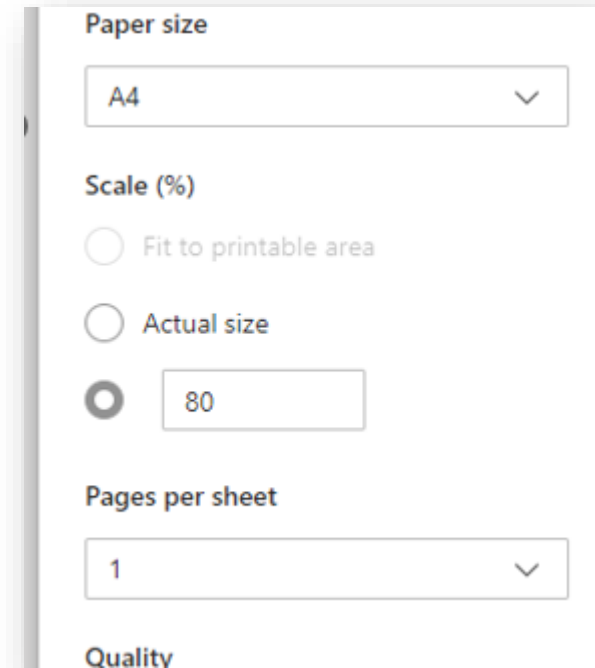 Paper size
A4
Scale (%)
Fit to printable area
Actual size
80
Pages per sheet
1
Quality